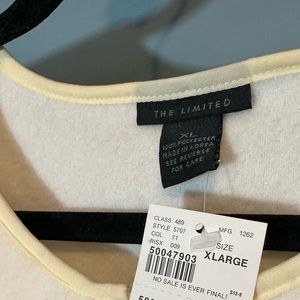 THE LIMITED
XL
100% POLYESTER
MADE IN KOREA
SEE REVERSE
FOR CARE
CLASS 489
STYLE 5707 MFG 1262
COL 71
RISX 009 SIZE
50047903 XLARGE
NO SALE IS EVER FINAL!